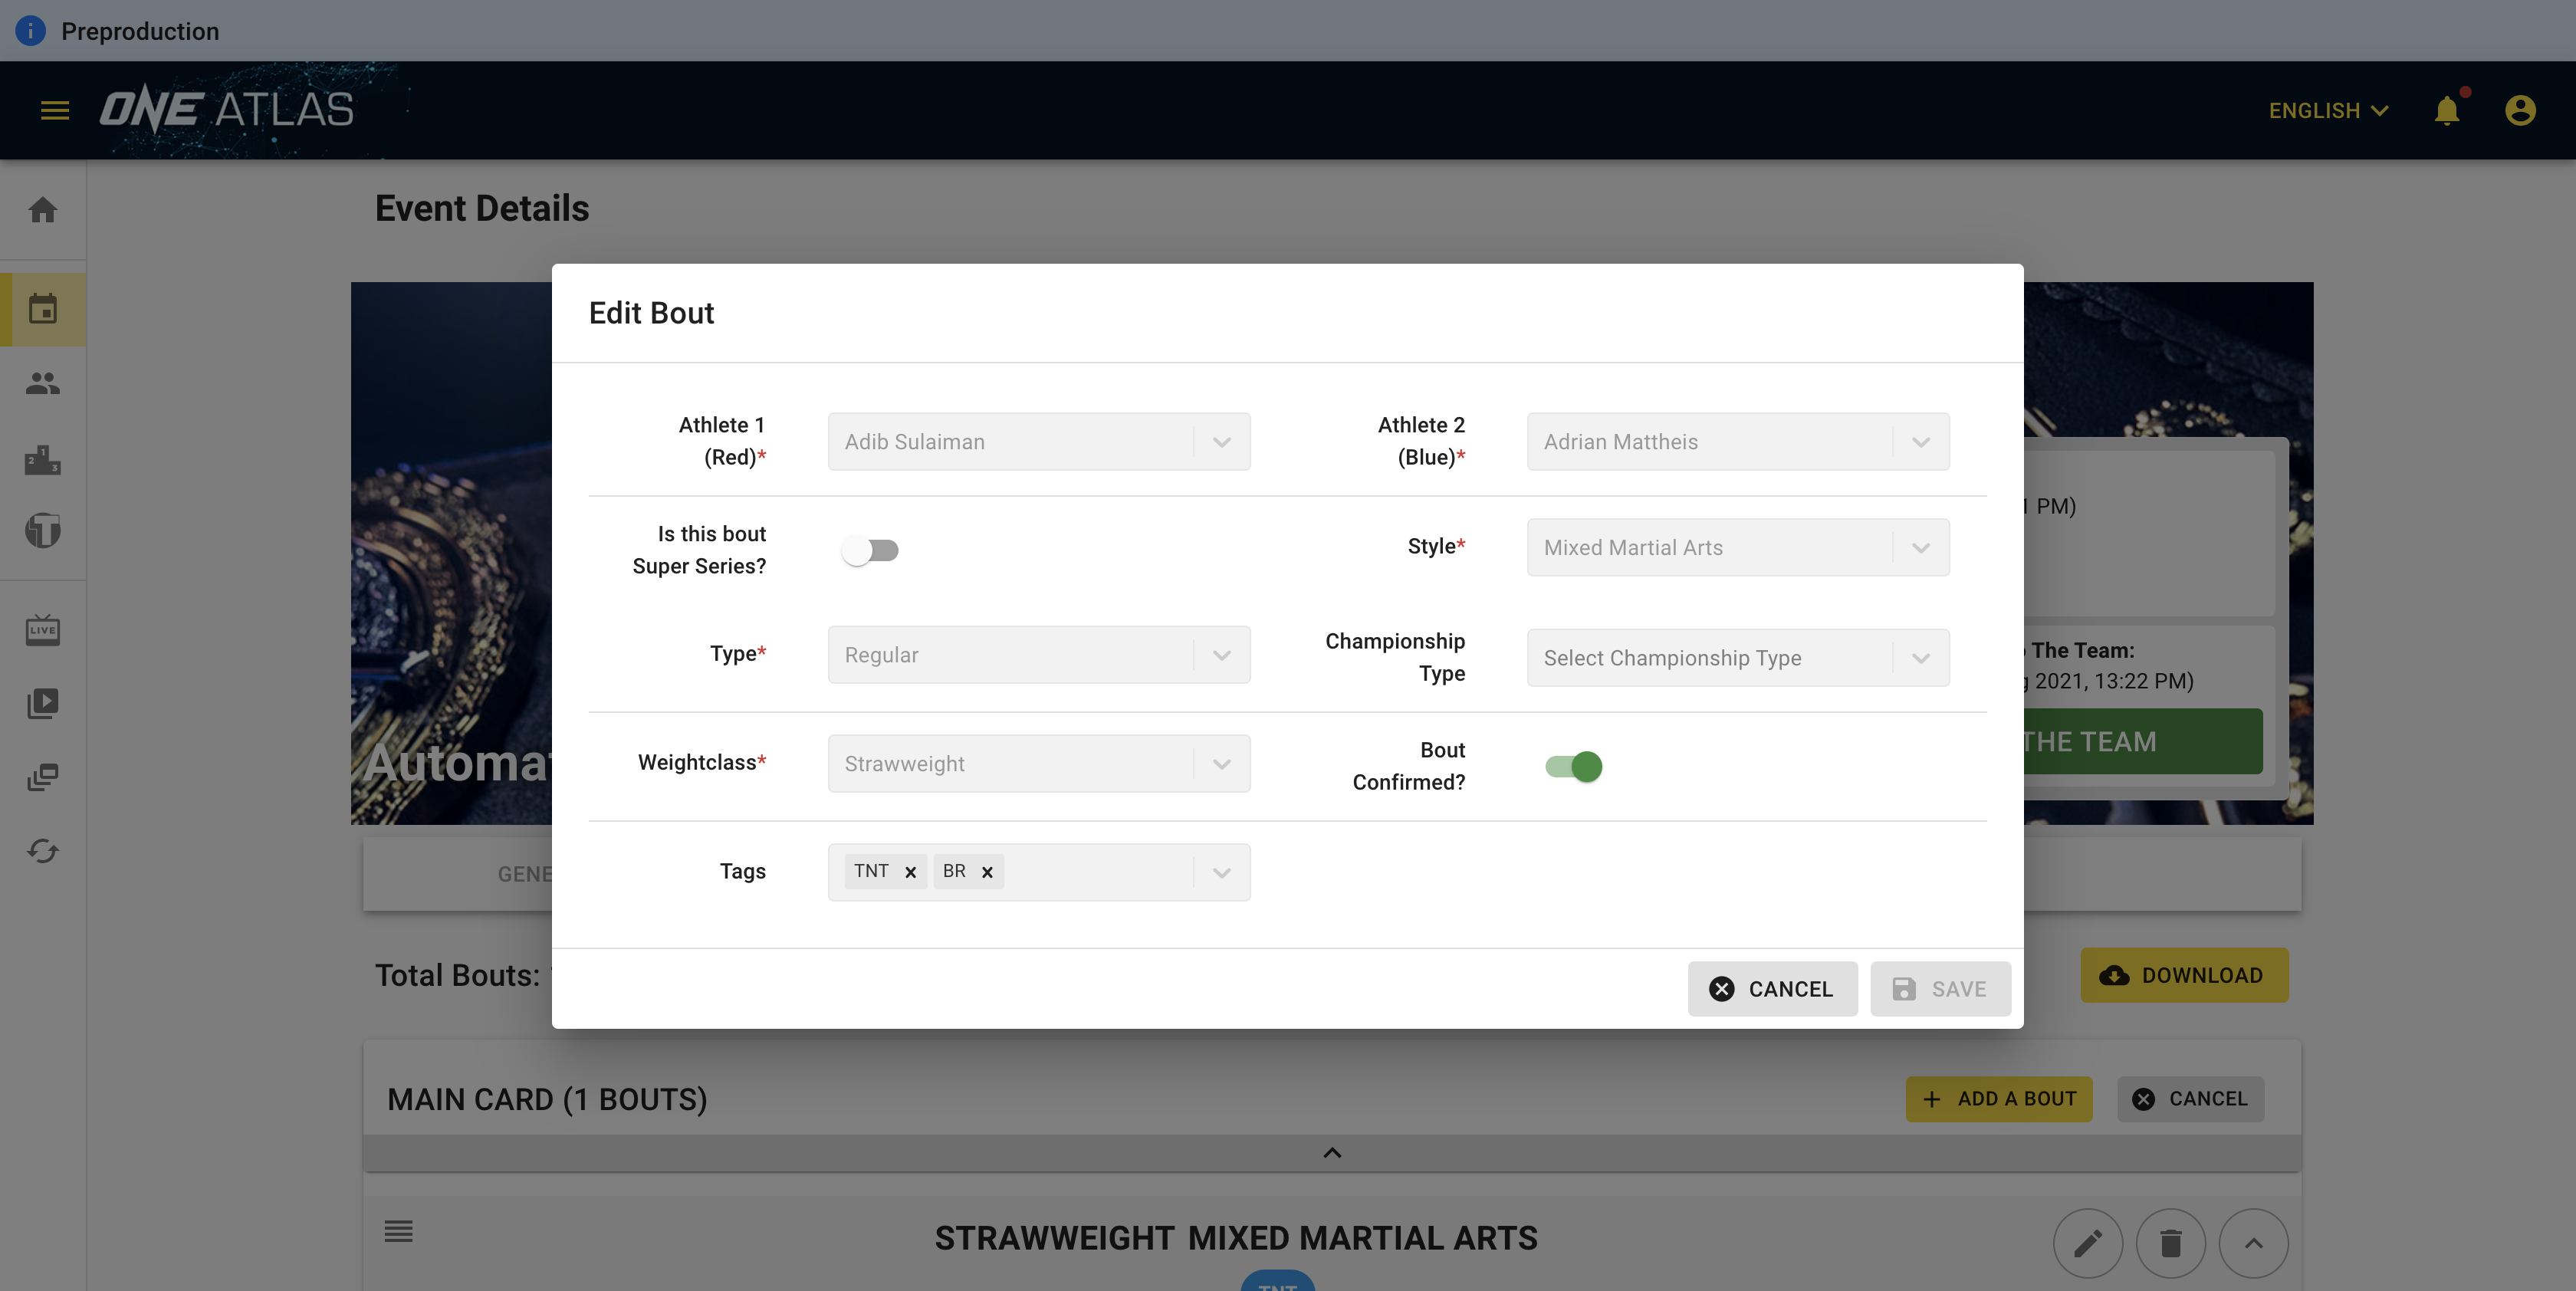 Preproduction
ONE ATLAS
ENGLISH
Event Details
Edit Bout
Athlete 1
(Red)*
Adib Sulaiman
Athlete 2
(Blue)*
Adrian Mattheis
Is this bout
Super Series?
Style*
Mixed Martial Arts
Type*
Regular
Championship
Type
Select Championship Type
Weightclass*
Strawweight
Bout
Confirmed?
Tags
TNT
BR
CANCEL
SAVE
PM)
The Team:
2021, 13:22 PM)
THE TEAM
LIVE
Total Bouts:
DOWNLOAD
MAIN CARD (1 BOUTS)
ADD A BOUT
CANCEL
STRAWWEIGHT MIXED MARTIAL ARTS
TNT